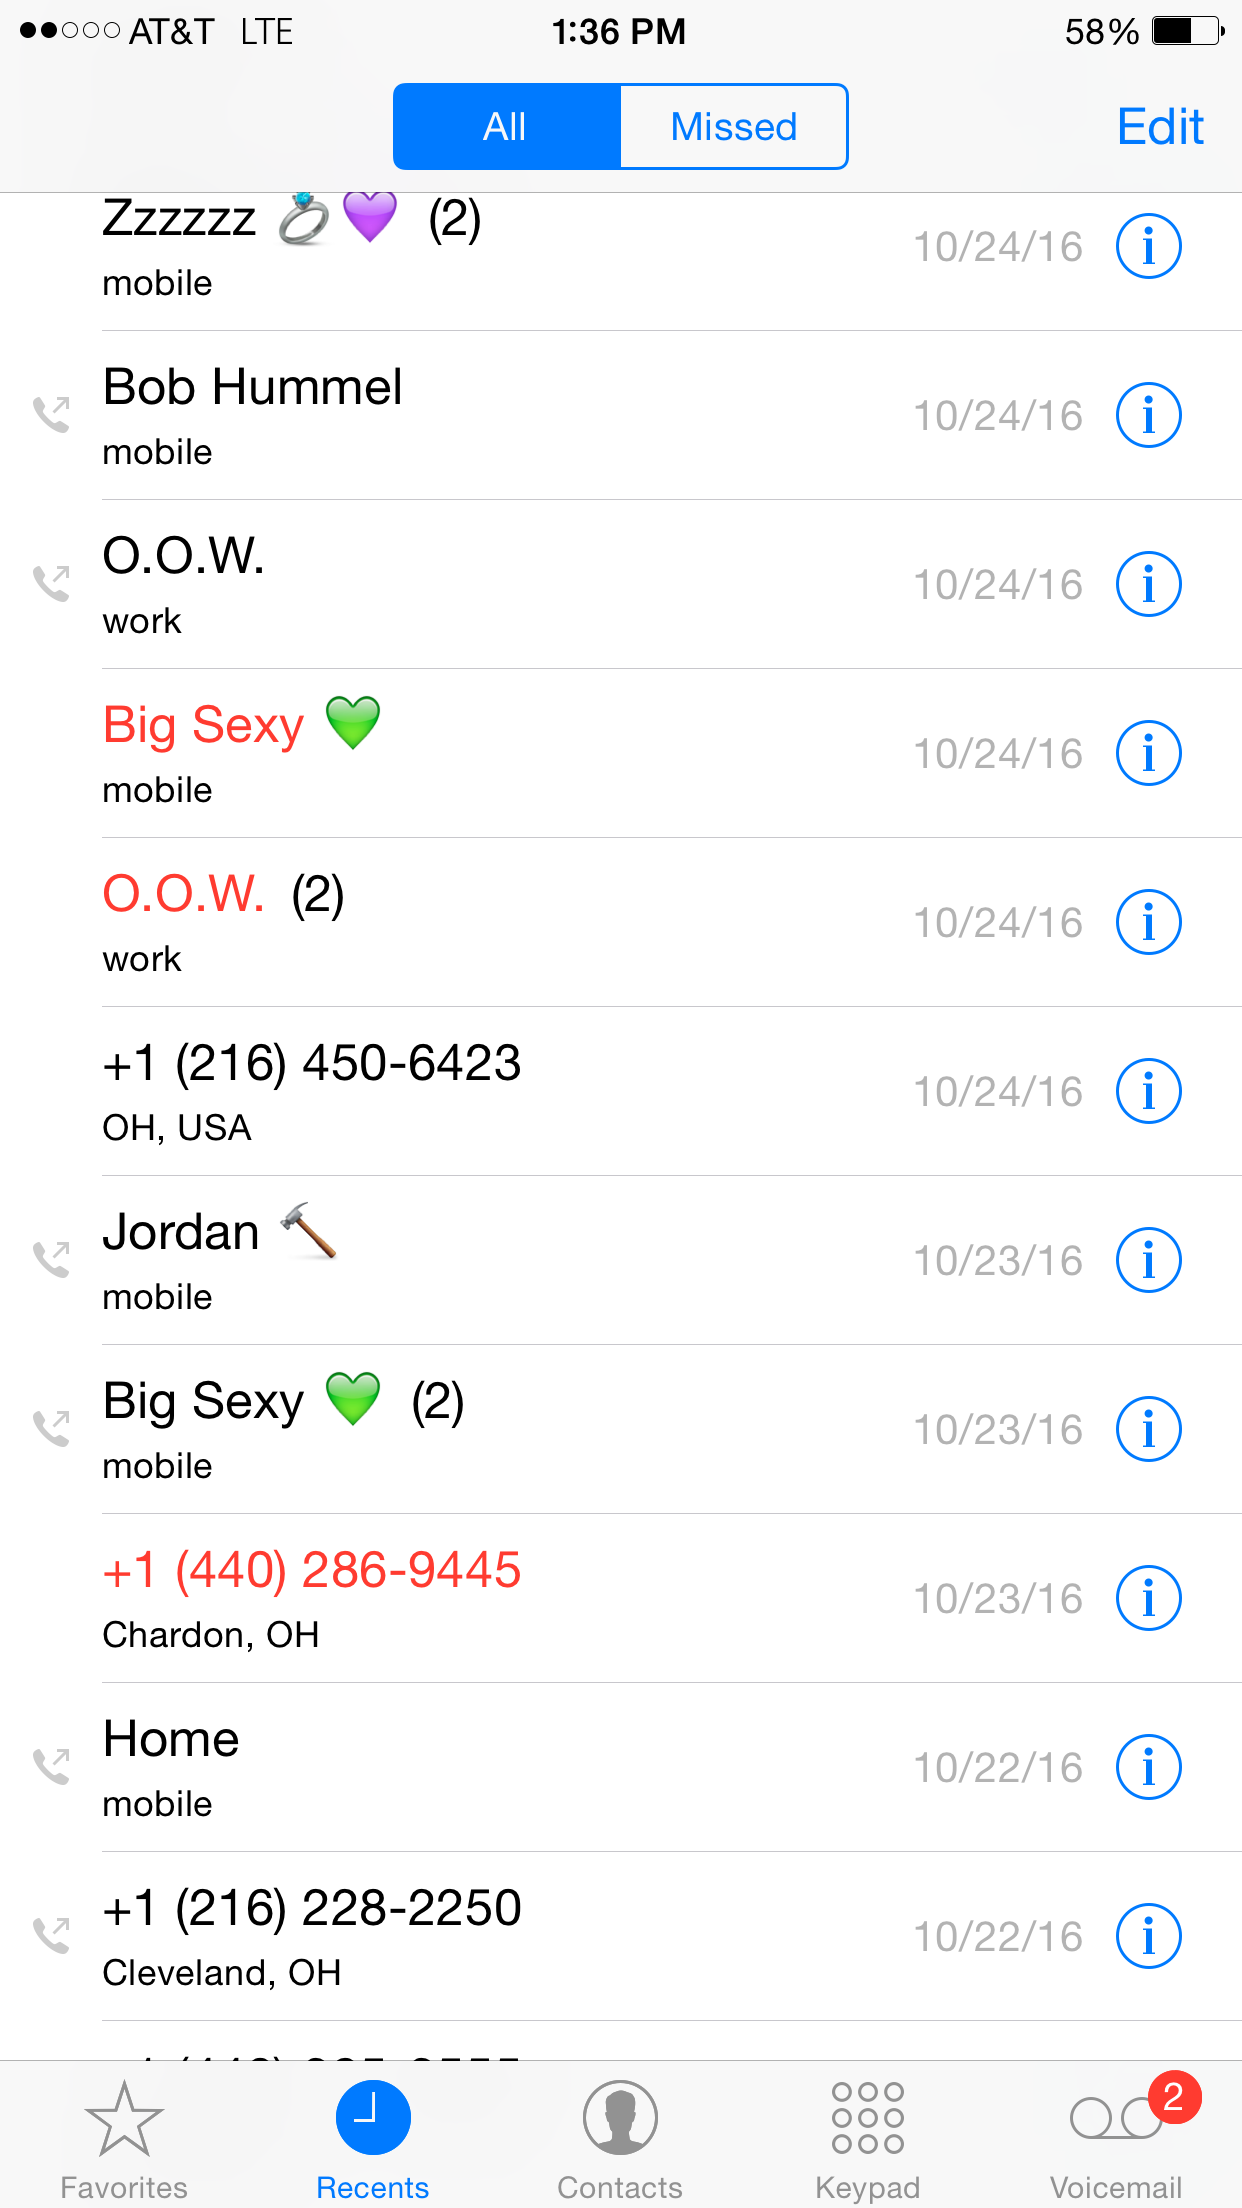 AT&T LTE 1:36 PM 58%
All Missed Edit
Zzzzzz 💍💜 (2)
10/24/16
mobile
Bob Hummel
10/24/16
mobile
O.O.W.
10/24/16
work
Big Sexy 💚
10/24/16
mobile
O.O.W. (2)
10/24/16
work
+1 (216) 450-6423
10/24/16
OH, USA
Jordan 🔨
10/23/16
mobile
Big Sexy 💚 (2)
10/23/16
mobile
+1 (440) 286-9445
10/23/16
Chardon, OH
Home
10/22/16
mobile
+1 (216) 228-2250
10/22/16
Cleveland, OH
2
Favorites Recents Contacts Keypad Voicemail